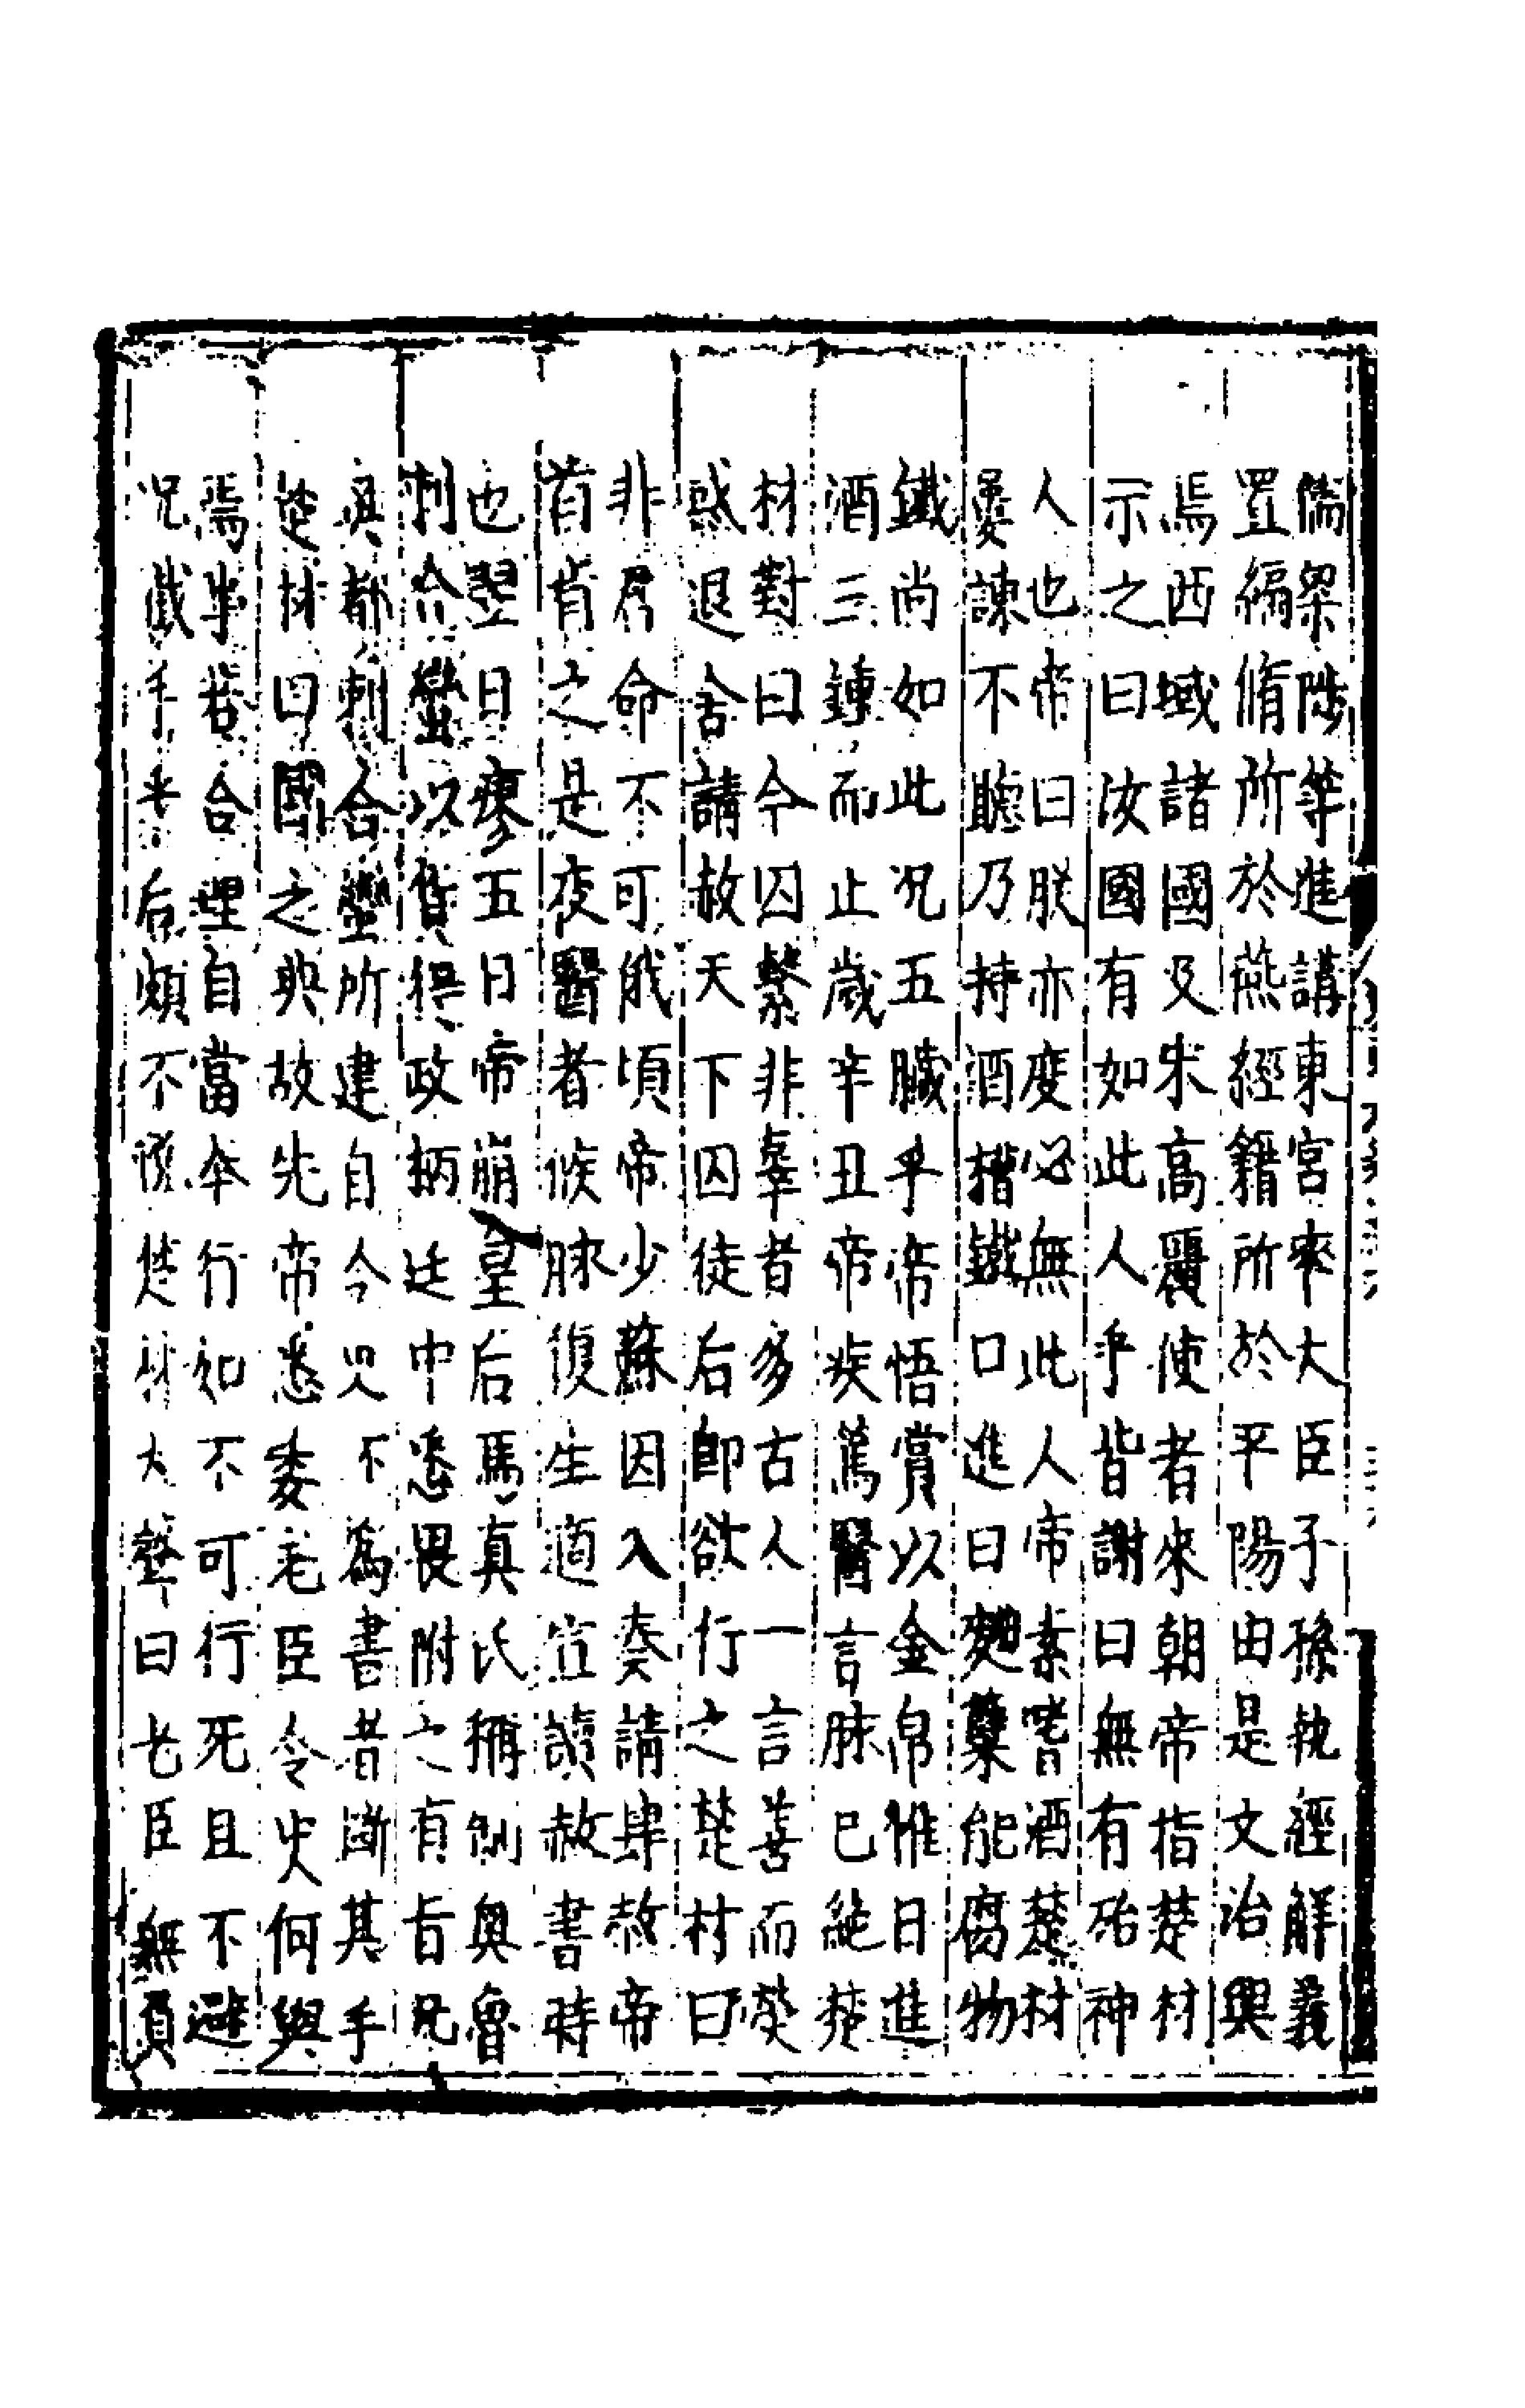 儒梁陟等進講東宮率大臣子孫執經解義
置編脩所於燕經籍所於平陽由是文治興
焉西域諸國及宋高麗使者來朝帝指楚材
示之曰汝國有如此人乎皆謝曰無有殆神
人也帝曰朕亦度必無此人帝素嗜酒楚材
屢諫不聽乃持酒槽鐵口進曰麴糵能腐物
鐵尚如此况五臟乎帝悟賞以金帛惟日進
酒三鍾而止歲辛丑帝疾篤醫言脉已絶楚
材對曰今囚繫非辜者多古人一言善而熒
惑退舍請赦天下囚徒后即欲行之楚材曰
非君命不可俄頃帝少蘇因入奏請肆赦帝
首肯之是夜醫者候脉復生適宣讀赦書時
也翌日瘳五日帝崩皇后馬真氏稱制奥魯
剌合蠻以貨得政柄廷中悉畏附之有旨凡
奥都剌合蠻所建自今史不為書者斷其手
楚材曰國之典故先帝悉委老臣令史何與
焉事若合理自當奉行如不可行死且不避
况截手乎后頗不悅楚材大聲曰老臣無負